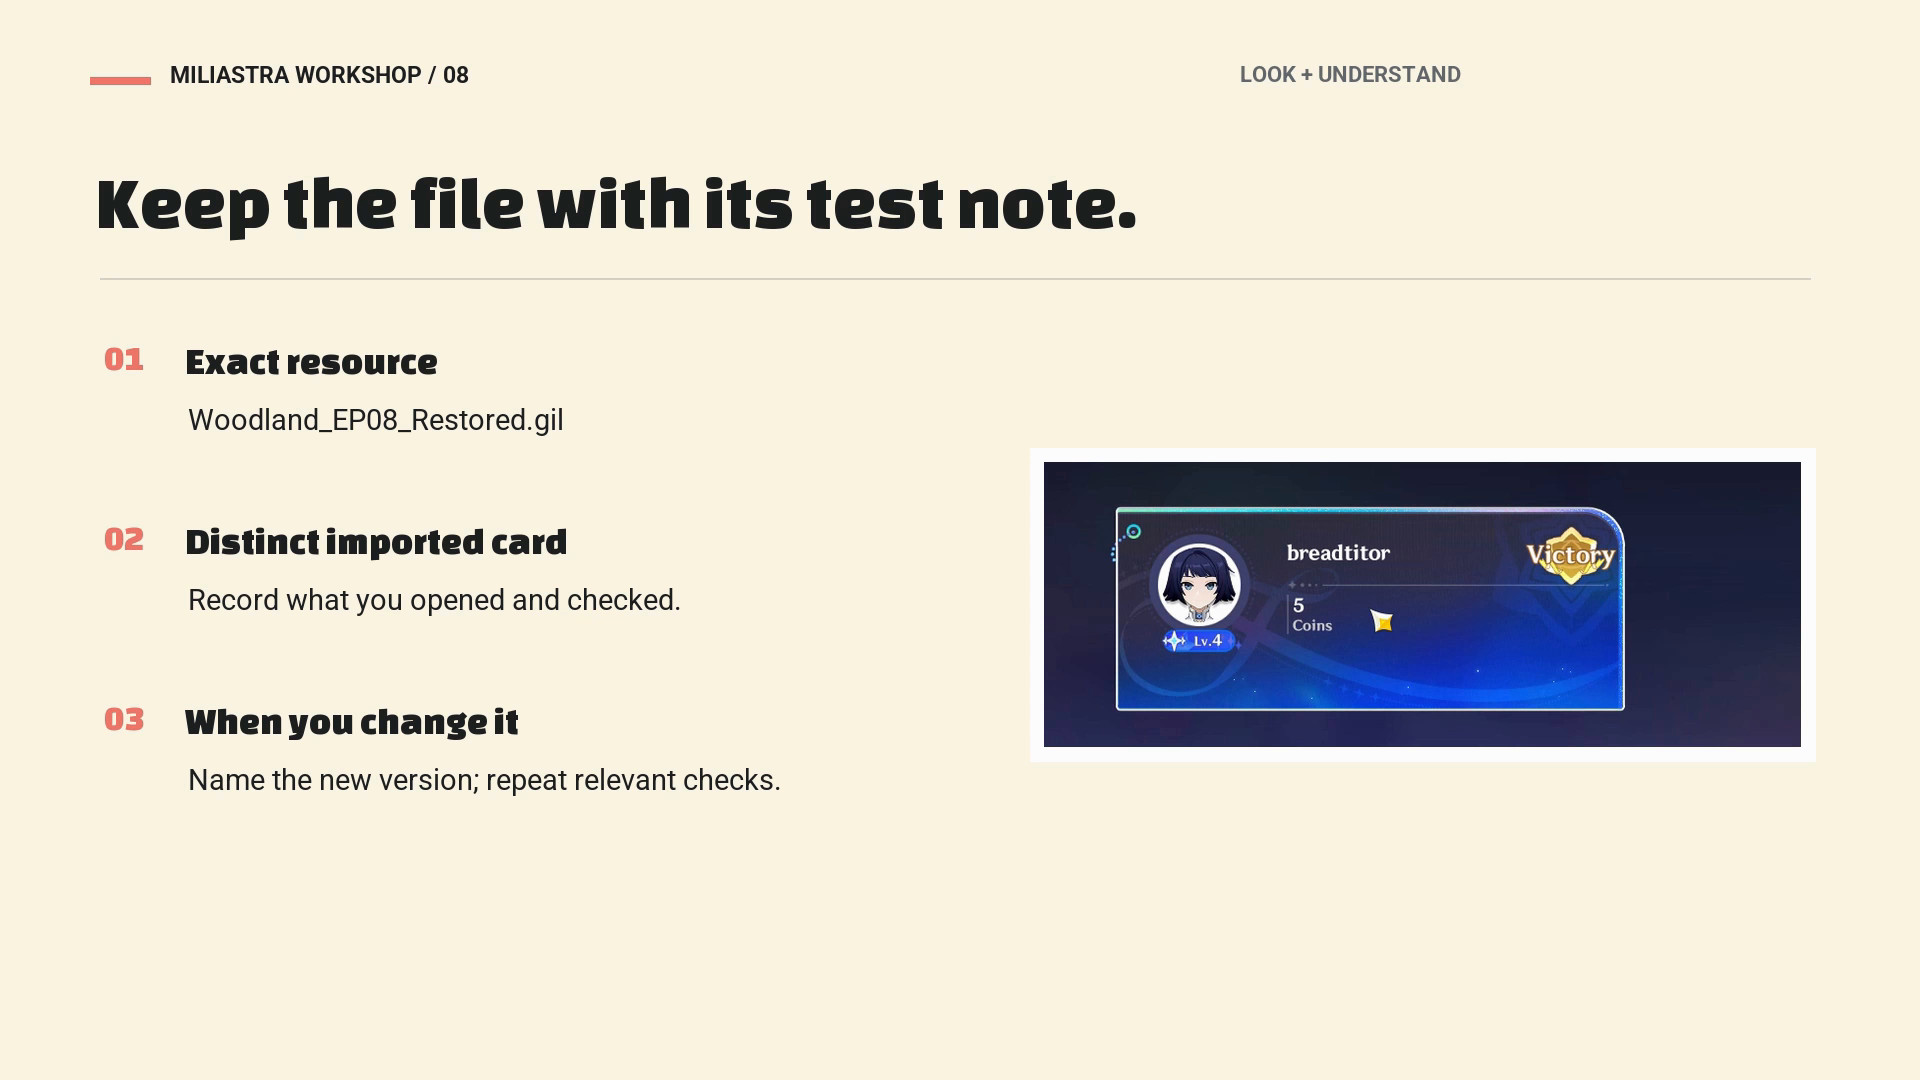 MILIASTRA WORKSHOP / 08
LOOK + UNDERSTAND
Keep the file with its test note.
01 Exact resource
Woodland_EP08_Restored.gil
02 Distinct imported card
Record what you opened and checked.
03 When you change it
Name the new version; repeat relevant checks.
breadtitor
Victory
5
Coins
Lv.4